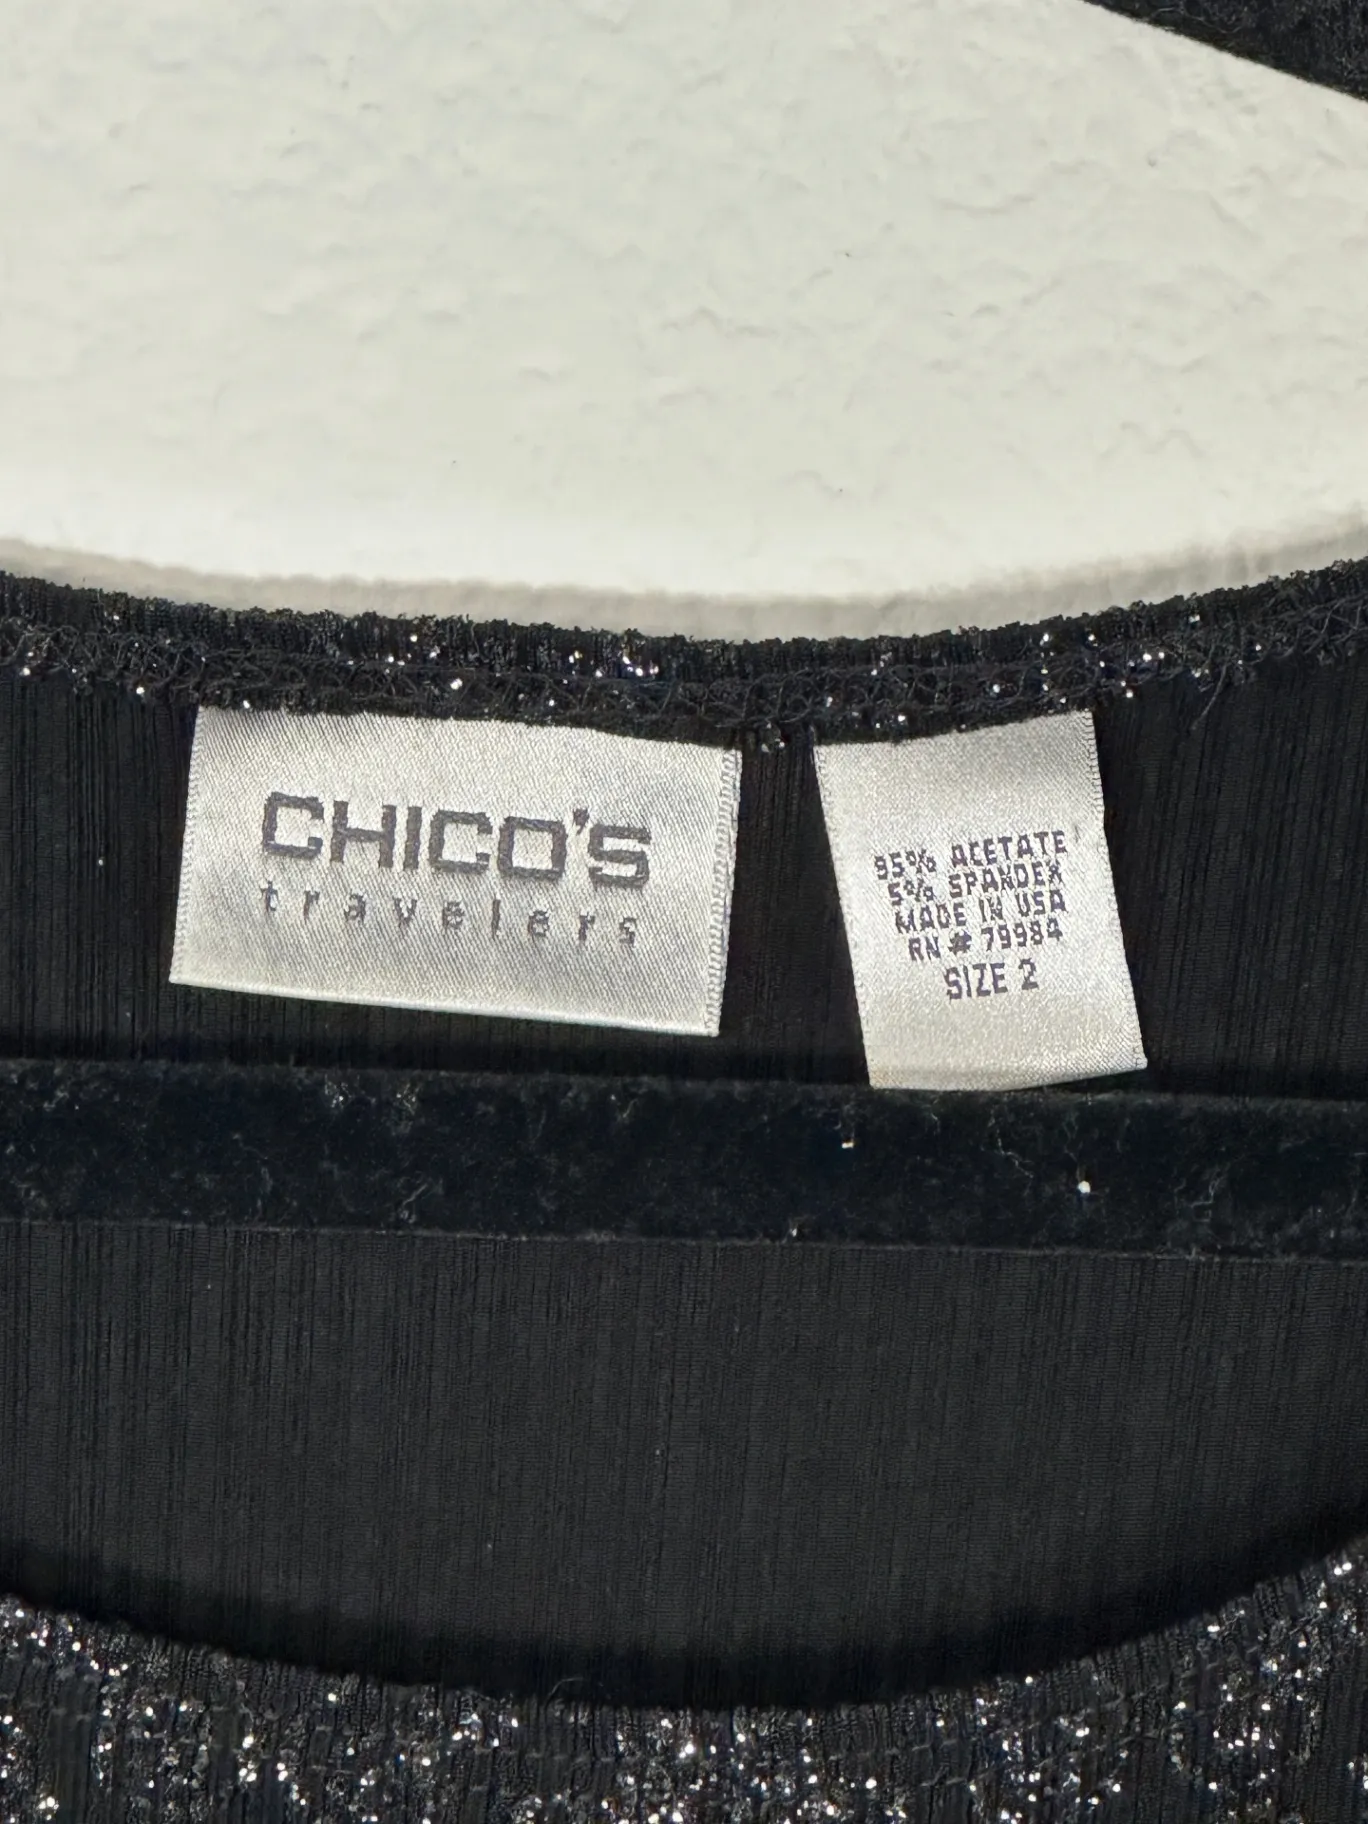 CHICO'S
travelers
95% ACETATE
5% SPANDEX
MADE IN USA
RN # 79984
SIZE 2